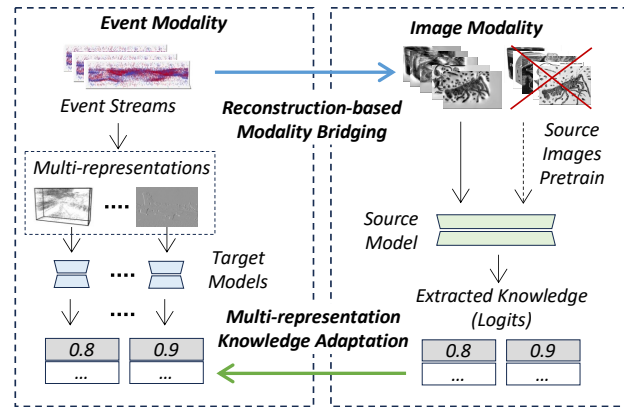 Event Modality
Event Streams
Multi-representations
....
Target
Models
....
....
0.8
0.9
...
...
Reconstruction-based
Modality Bridging
Multi-representation
Knowledge Adaptation
Image Modality
Source
Images
Pretrain
Source
Model
Extracted Knowledge
(Logits)
0.8
0.9
...
...